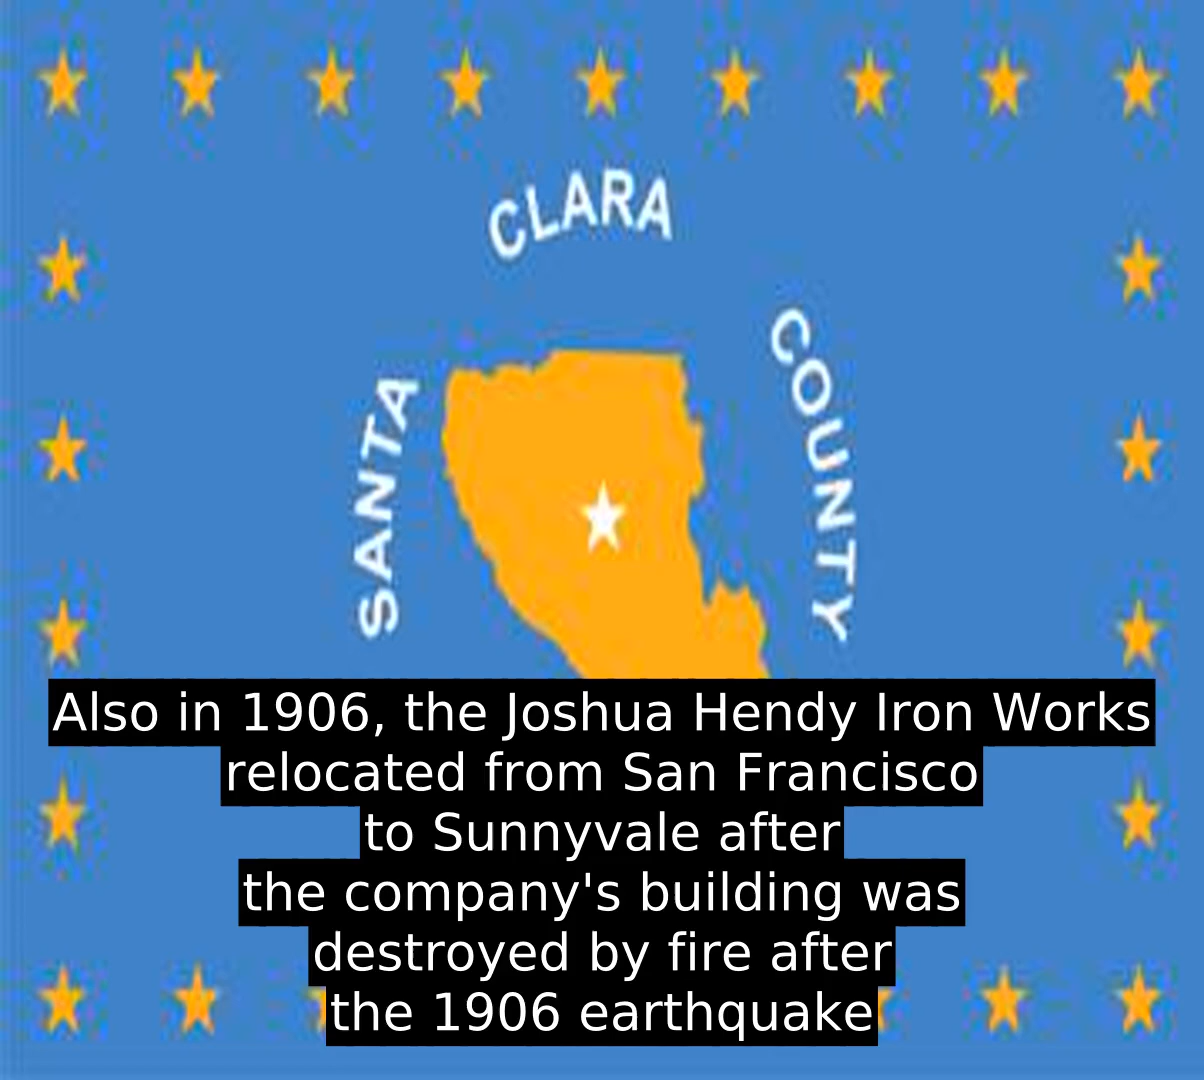 SANTA
CLARA
COUNTY
Also in 1906, the Joshua Hendy Iron Works
relocated from San Francisco
to Sunnyvale after
the company's building was
destroyed by fire after
the 1906 earthquake